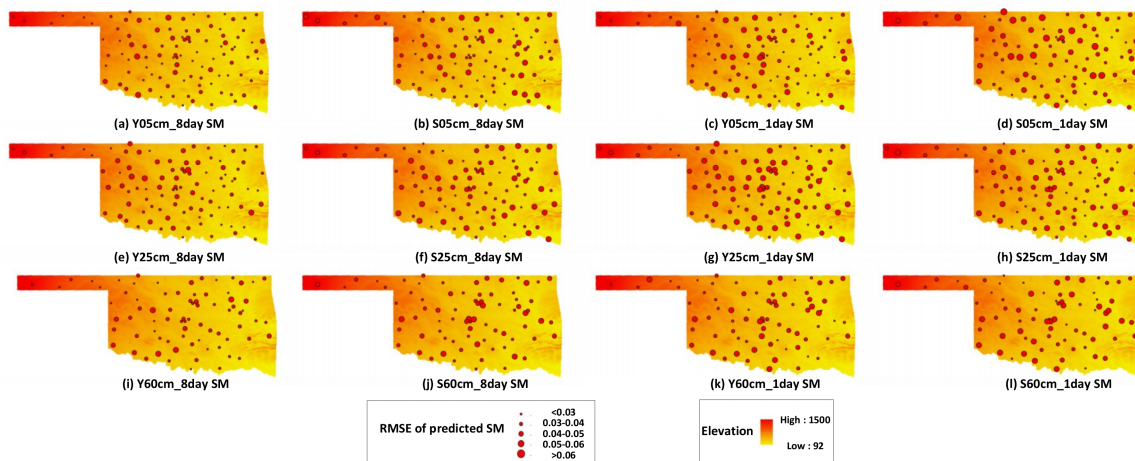 (a) Y05cm_8day SM
(b) S05cm_8day SM
(c) Y05cm_1day SM
(d) S05cm_1day SM
(e) Y25cm_8day SM
(f) S25cm_8day SM
(g) Y25cm_1day SM
(h) S25cm_1day SM
(i) Y60cm_8day SM
(j) S60cm_8day SM
(k) Y60cm_1day SM
(l) S60cm_1day SM
RMSE of predicted SM
<0.03
0.03-0.04
0.04-0.05
0.05-0.06
>0.06
Elevation
High : 1500
Low : 92